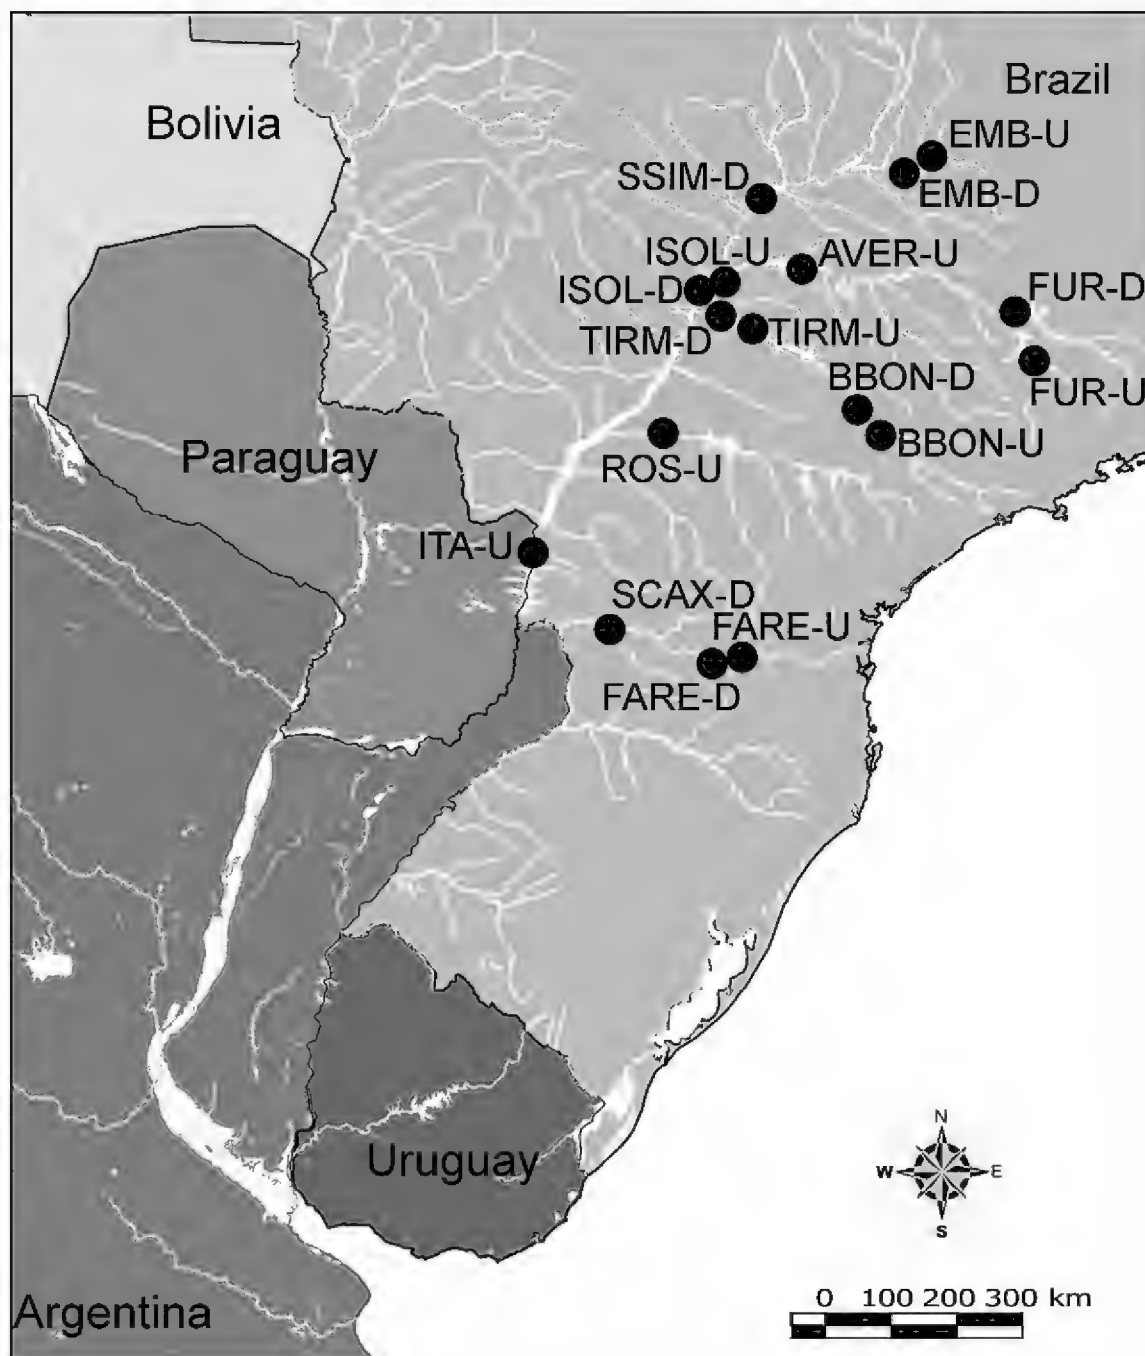 Brazil
Bolivia
EMB-U
SSIM-D
EMB-D
ISOL-U
AVER-U
ISOL-D
FUR-D
TIRM-D
TIRM-U
BBON-D
FUR-U
BBON-U
Paraguay
ROS-U
ITA-U
SCAX-D
FARE-U
FARE-D
N
W
E
S
Uruguay
0 100 200 300 km
Argentina